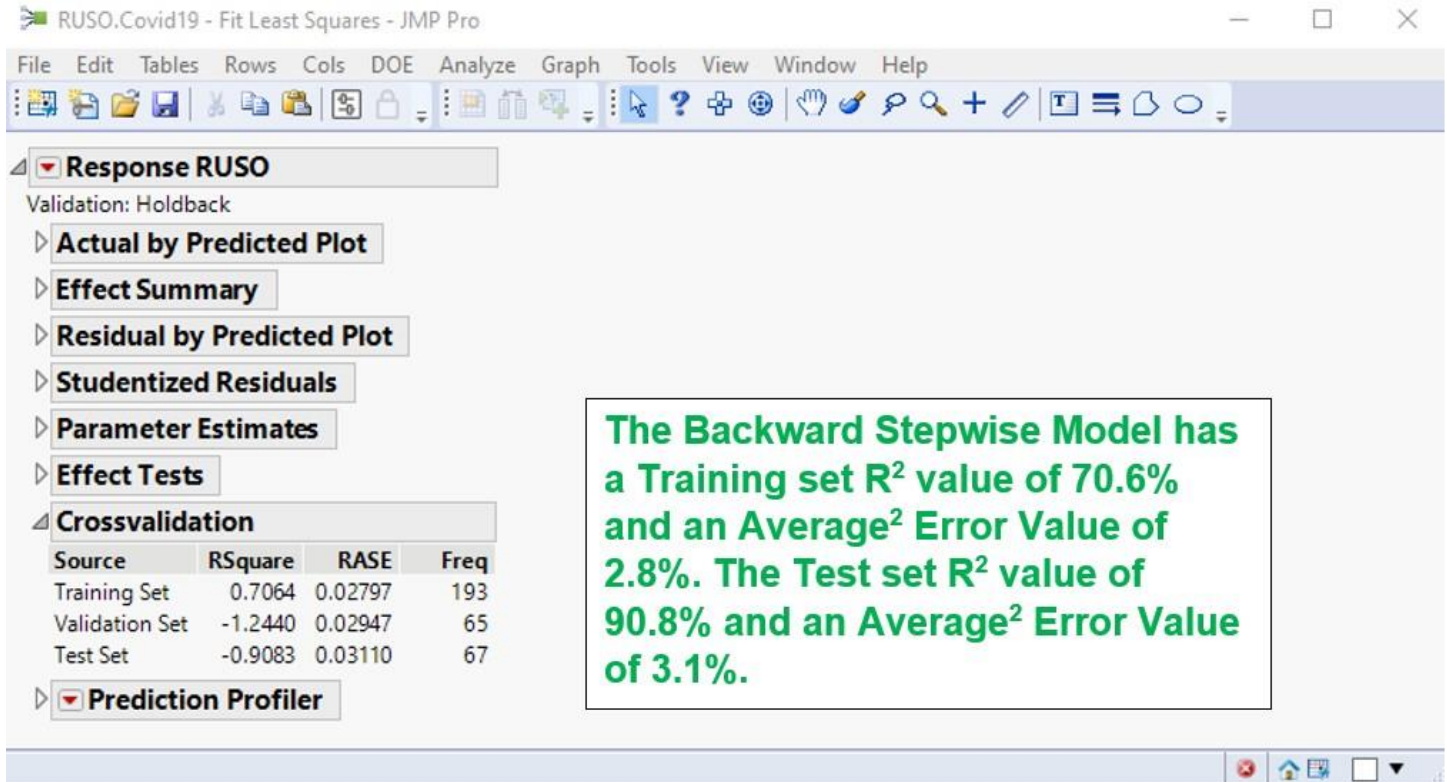 RUSO.Covid19 - Fit Least Squares - JMP Pro
File Edit Tables Rows Cols DOE Analyze Graph Tools View Window Help
Response RUSO
Validation: Holdback
Actual by Predicted Plot
Effect Summary
Residual by Predicted Plot
Studentized Residuals
Parameter Estimates
Effect Tests
Crossvalidation
Source RSquare RASE Freq
Training Set 0.7064 0.02797 193
Validation Set -1.2440 0.02947 65
Test Set -0.9083 0.03110 67
Prediction Profiler
The Backward Stepwise Model has
a Training set R² value of 70.6%
and an Average² Error Value of
2.8%. The Test set R² value of
90.8% and an Average² Error Value
of 3.1%.